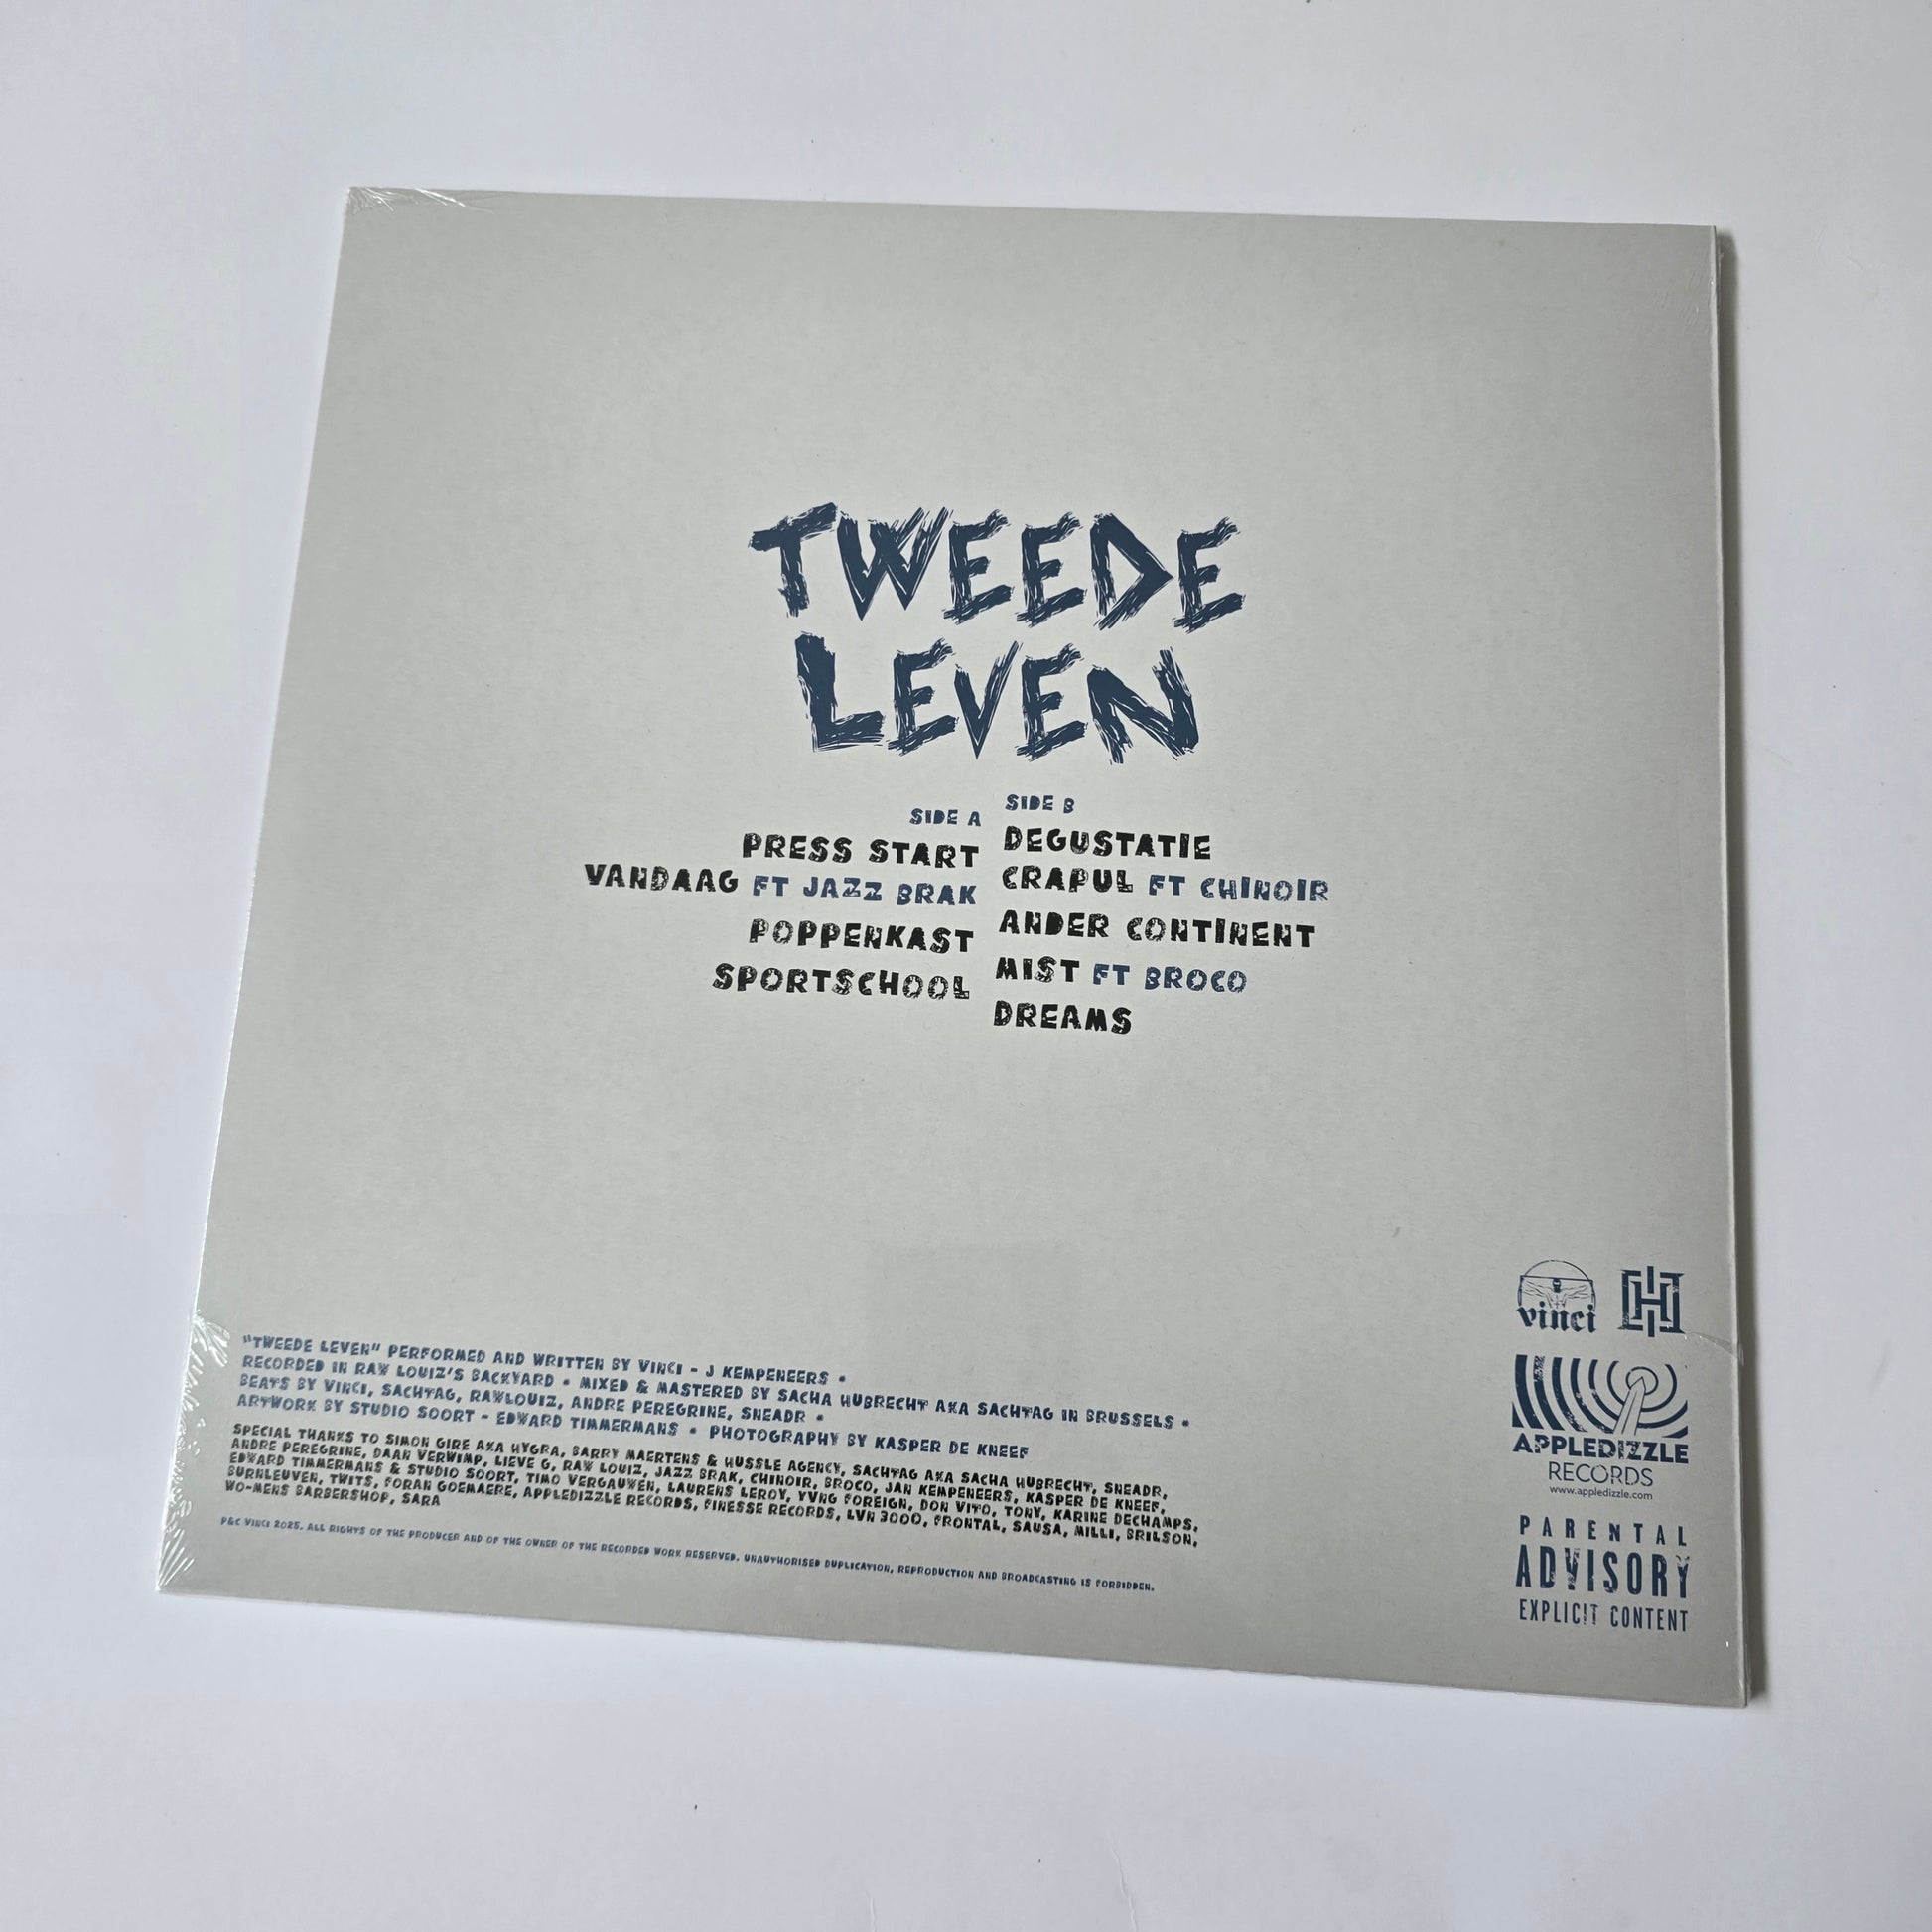 TWEEDE
LEVEN
SIDE A
PRESS START
VANDAAG FT JAZZ BRAK
POPPENKAST
SPORTSCHOOL
SIDE B
DEGUSTATIE
CRAPUL FT CHINOIR
ANDER CONTINENT
MIST FT BROCO
DREAMS
"TWEEDE LEVEN" PERFORMED AND WRITTEN BY VINCI - J KEMPENEERS •
RECORDED IN RAW LOUIZ'S BACKYARD • MIXED & MASTERED BY SACHA HUBRECHT AKA SACHTAG IN BRUSSELS •
BEATS BY VINCI, SACHTAG, RAWLOUIZ, ANDRE PEREGRINE, SNEADR •
ARTWORK BY STUDIO SOORT - EDWARD TIMMERMANS • PHOTOGRAPHY BY KASPER DE KNEEF
SPECIAL THANKS TO SIMON GIRE AKA HYGRA, BARRY MAERTENS & HUSSLE AGENCY, SACHTAG AKA SACHA HUBRECHT, SNEADR,
ANDRE PEREGRINE, DAAN VERWIMP, LIEVE G, RAW LOUIZ, JAZZ BRAK, CHINOIR, BROCO, JAN KEMPENEERS, KASPER DE KNEEF,
EDWARD TIMMERMANS & STUDIO SOORT, TIMO VERGAUWEN, LAURENS LEROY, YVNG FOREIGN, DON VITO, TONY, KARINE DECHAMPS,
BURNLEUVEN, TWITS, FORAN GOEMAERE, APPLEDIZZLE RECORDS, FINESSE RECORDS, LVN 3000, FRONTAL, SAUSA, MILLI, BRILSON,
WO-MENS BARBERSHOP, SARA
P&C VINCI 2025. ALL RIGHTS OF THE PRODUCER AND OF THE OWNER OF THE RECORDED WORK RESERVED. UNAUTHORISED DUPLICATION, REPRODUCTION AND BROADCASTING IS FORBIDDEN.
vinci
APPLEDIZZLE
RECORDS
www.appledizzle.com
PARENTAL
ADVISORY
EXPLICIT CONTENT